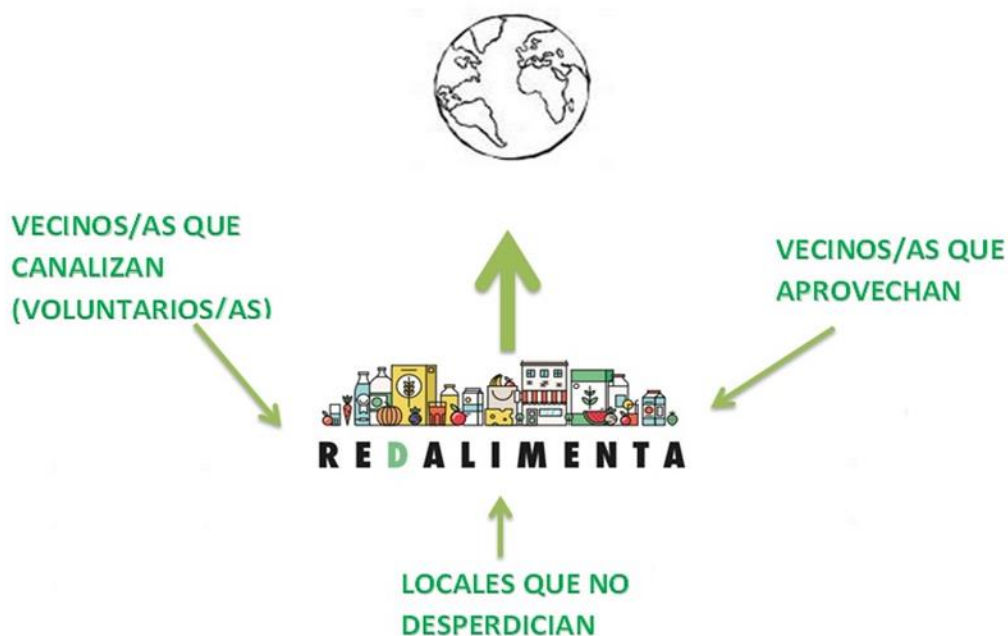 VECINOS/AS QUE
CANALIZAN
(VOLUNTARIOS/AS)
VECINOS/AS QUE
APROVECHAN
REDALIMENTA
LOCALES QUE NO
DESPERDICIAN